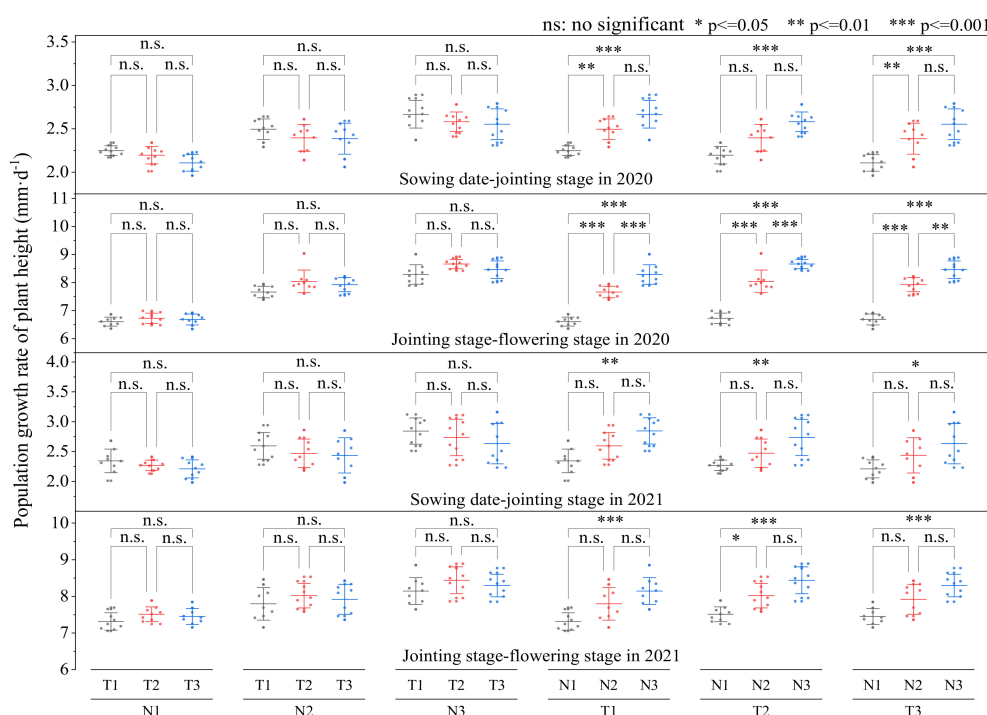 ns: no significant * p<=0.05 ** p<=0.01 *** p<=0.001
Population growth rate of plant height (mm·d⁻¹)
3.5
n.s. n.s. n.s. *** *** ***
n.s. n.s. n.s. n.s. n.s. n.s. ** n.s. n.s. n.s. ** n.s.
3.0
2.5
2.0
Sowing date-jointing stage in 2020
11
n.s. n.s. n.s. *** *** ***
10
n.s. n.s. n.s. n.s. n.s. n.s. *** *** *** *** *** **
9
8
7
6
Jointing stage-flowering stage in 2020
4.0
n.s. n.s. n.s. ** ** *
n.s. n.s. n.s. n.s. n.s. n.s. n.s. n.s. n.s. n.s. n.s. n.s.
3.5
3.0
2.5
2.0
Sowing date-jointing stage in 2021
10
n.s. n.s. n.s. *** *** ***
n.s. n.s. n.s. n.s. n.s. n.s. n.s. n.s. * n.s. n.s. n.s.
9
8
7
6
Jointing stage-flowering stage in 2021
T1 T2 T3 T1 T2 T3 T1 T2 T3 N1 N2 N3 N1 N2 N3 N1 N2 N3
N1 N2 N3 T1 T2 T3